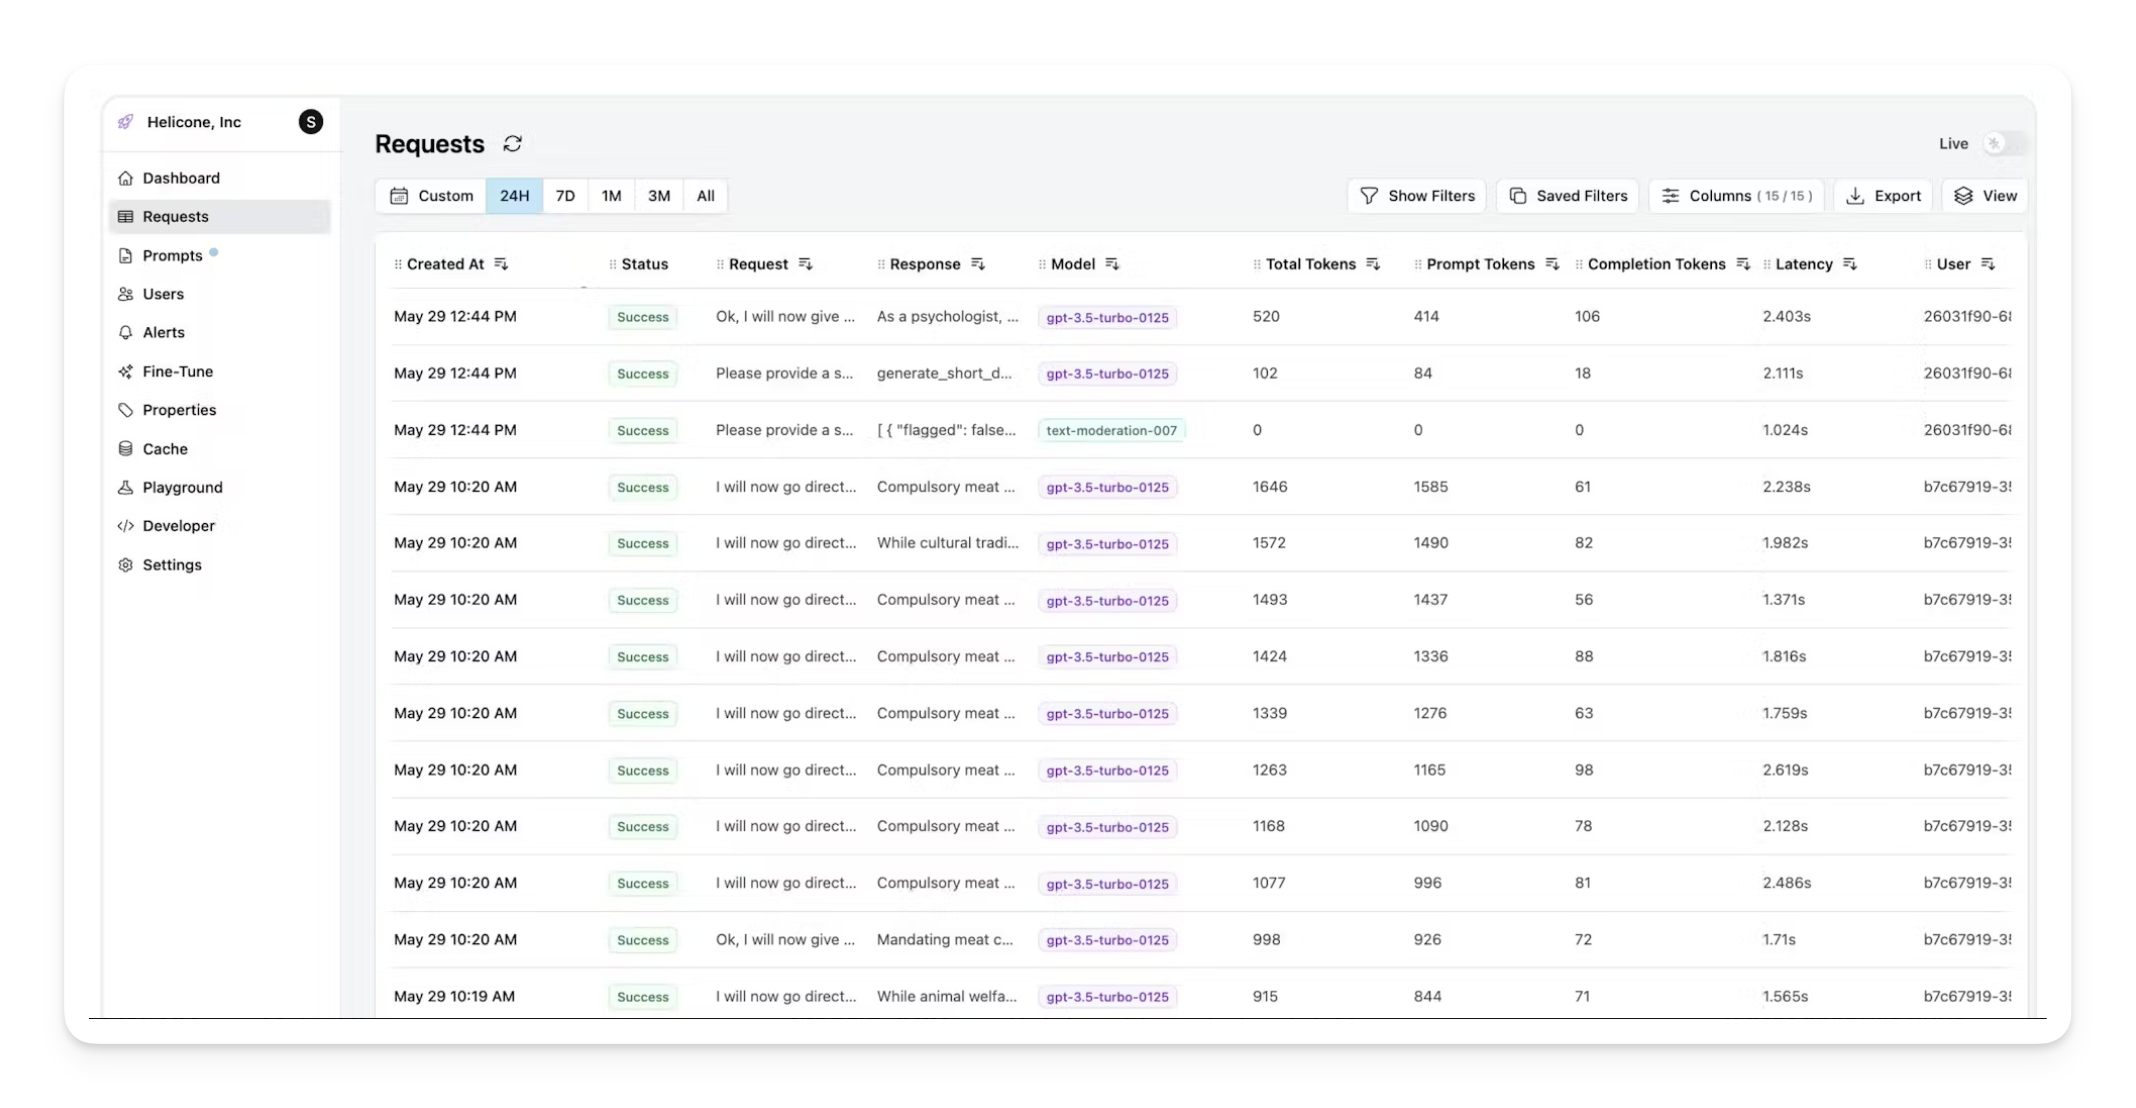 Helicone, Inc S
Dashboard
Requests
Prompts
Users
Alerts
Fine-Tune
Properties
Cache
Playground
Developer
Settings
Requests
Live
Custom 24H 7D 1M 3M All Show Filters Saved Filters Columns ( 15 / 15 ) Export View
Created At Status Request Response Model Total Tokens Prompt Tokens Completion Tokens Latency User
May 29 12:44 PM Success Ok, I will now give ... As a psychologist, ... gpt-3.5-turbo-0125 520 414 106 2.403s 26031f90-6
May 29 12:44 PM Success Please provide a s... generate_short_d... gpt-3.5-turbo-0125 102 84 18 2.111s 26031f90-6
May 29 12:44 PM Success Please provide a s... [ { "flagged": false... text-moderation-007 0 0 0 1.024s 26031f90-6
May 29 10:20 AM Success I will now go direct... Compulsory meat ... gpt-3.5-turbo-0125 1646 1585 61 2.238s b7c67919-3
May 29 10:20 AM Success I will now go direct... While cultural tradi... gpt-3.5-turbo-0125 1572 1490 82 1.982s b7c67919-3
May 29 10:20 AM Success I will now go direct... Compulsory meat ... gpt-3.5-turbo-0125 1493 1437 56 1.371s b7c67919-3
May 29 10:20 AM Success I will now go direct... Compulsory meat ... gpt-3.5-turbo-0125 1424 1336 88 1.816s b7c67919-3
May 29 10:20 AM Success I will now go direct... Compulsory meat ... gpt-3.5-turbo-0125 1339 1276 63 1.759s b7c67919-3
May 29 10:20 AM Success I will now go direct... Compulsory meat ... gpt-3.5-turbo-0125 1263 1165 98 2.619s b7c67919-3
May 29 10:20 AM Success I will now go direct... Compulsory meat ... gpt-3.5-turbo-0125 1168 1090 78 2.128s b7c67919-3
May 29 10:20 AM Success I will now go direct... Compulsory meat ... gpt-3.5-turbo-0125 1077 996 81 2.486s b7c67919-3
May 29 10:20 AM Success Ok, I will now give ... Mandating meat c... gpt-3.5-turbo-0125 998 926 72 1.71s b7c67919-3
May 29 10:19 AM Success I will now go direct... While animal welfa... gpt-3.5-turbo-0125 915 844 71 1.565s b7c67919-3